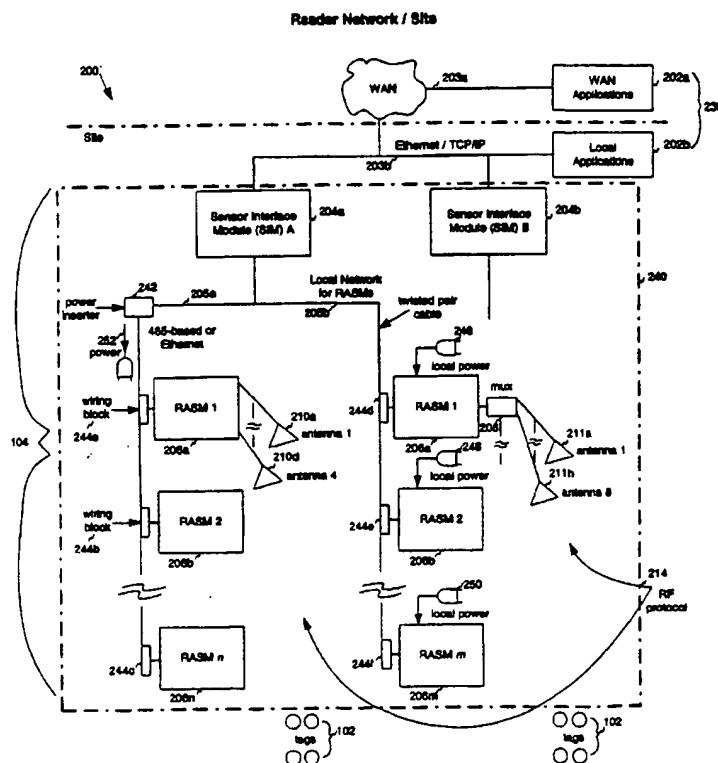 Reader Network / Site
200
WAN
203a
WAN
Applications
202a
Site
Ethernet / TCP/IP
203b
Local
Applications
202b
Sensor Interface
Module (SIM) A
204a
Sensor Interface
Module (SIM) B
204b
240
242
205a
Local Network
for RASMs
205b
power
inserter
twisted pair
cable
252
power
485-based or
Ethernet
246
local power
mux
wiring
block
244a
RASM 1
206a
210a
antenna 1
210d
antenna 4
244d
RASM 1
206a
208
211a
antenna 1
211h
antenna 8
248
local power
104
wiring
block
244b
RASM 2
206b
244e
RASM 2
206b
214
RF
protocol
250
local power
244c
RASM n
206n
244f
RASM m
206m
102
tags
102
tags